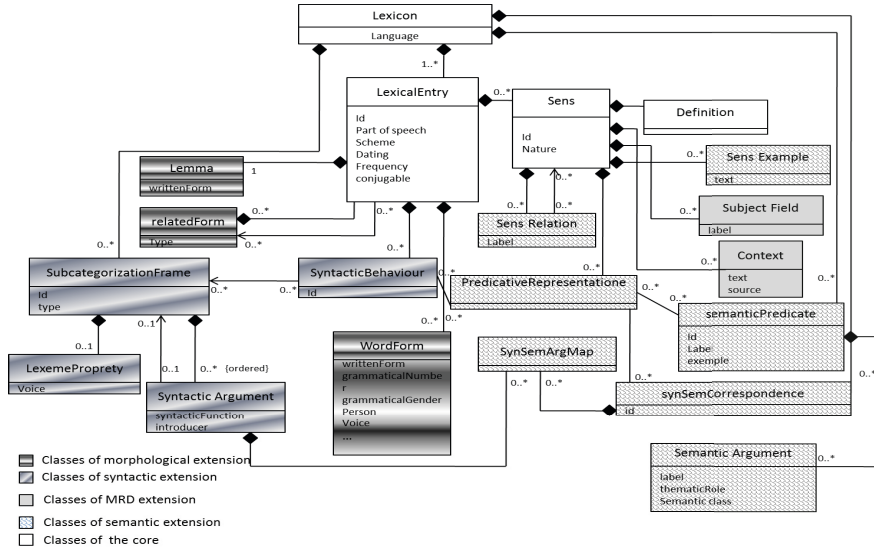 Lexicon
Language
1..*
LexicalEntry
Id
Part of speech
Scheme
Dating
Frequency
conjugable
0..*
Sens
Id
Nature
Definition
0..*
Sens Example
text
0..*
Subject Field
label
0..*
Context
text
source
Lemma
writtenForm
1
relatedForm
Type
0..*
0..*
0..*
0..*
0..*
Sens Relation
Label
0..*
0..*
SubcategorizationFrame
Id
type
0..*
0..*
SyntacticBehaviour
Id
0..*
PredicativeRepresentatione
0..*
0..*
0..*
semanticPredicate
Id
Label
exemple
0..1
0..1
LexemeProprety
Voice
0..1
0..*
{ordered}
Syntactic Argument
syntacticFunction
introducer
0..*
0..*
WordForm
writtenForm
grammaticalNumbe
r
grammaticalGender
Person
Voice
...
SynSemArgMap
0..*
0..*
0..*
0..*
0..*
synSemCorrespondence
id
Semantic Argument
label
thematicRole
Semantic class
0..*
Classes of morphological extension
Classes of syntactic extension
Classes of MRD extension
Classes of semantic extension
Classes of the core